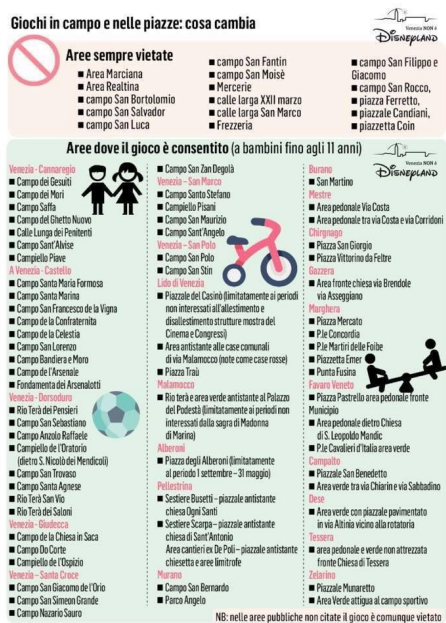 Giochi in campo e nelle piazze: cosa cambia
Venezia NON è
DISNEYLAND
Aree sempre vietate
■ Area Marciana
■ Area Realtina
■ campo San Bortolomio
■ campo San Salvador
■ campo San Luca
■ campo San Fantin
■ campo San Moisè
■ Mercerie
■ calle larga XXII marzo
■ calle larga San Marco
■ Frezzeria
■ campo San Filippo e
Giacomo
■ campo San Rocco,
■ piazza Ferretto,
■ piazzale Candiani,
■ piazzetta Coin
Aree dove il gioco è consentito (a bambini fino agli 11 anni)
Venezia NON è
DISNEYLAND
Venezia - Cannaregio
■ Campo dei Gesuiti
■ Campo dei Mori
■ Campo Saffa
■ Campo del Ghetto Nuovo
■ Calle Lunga dei Penitenti
■ Campo Sant'Alvise
■ Campiello Piave
A Venezia - Castello
■ Campo Santa Maria Formosa
■ Campo Santa Marina
■ Campo San Francesco de la Vigna
■ Campo de la Confraternita
■ Campo de la Celestia
■ Campo San Lorenzo
■ Campo Bandiera e Moro
■ Campo de l'Arsenale
■ Fondamenta dei Arsenalotti
Venezia - Dorsoduro
■ Rio Terà dei Pensieri
■ Campo San Sebastiano
■ Campo Anzolo Raffaele
■ Campiello de l'Oratorio
(dietro S. Nicolò dei Mendicoli)
■ Campo San Trovaso
■ Campo Santa Agnese
■ Rio Terà San Vio
■ Rio Terà dei Saloni
Venezia - Giudecca
■ Campo de la Chiesa in Saca
■ Campo Do Corte
■ Campiello de l'Ospizio
Venezia – Santa Croce
■ Campo San Giacomo de l'Orio
■ Campo San Simeon Grande
■ Campo Nazario Sauro
■ Campo San Zan Degolà
Venezia – San Marco
■ Campo Santo Stefano
■ Campiello Pisani
■ Campo San Maurizio
■ Campo Sant'Angelo
Venezia – San Polo
■ Campo San Polo
■ Campo San Stin
Lido di Venezia
■ Piazzale del Casinò (limitatamente ai periodi
non interessati all'allestimento e
disallestimento strutture mostra del
Cinema e Congressi)
■ Area antistante alle case comunali
di via Malamocco (note come case rosse)
■ Piazza Traù
Malamocco
■ Rio terà e area verde antistante al Palazzo
del Podestà (limitatamente ai periodi non
interessati dalla sagra di Madonna
di Marina)
Alberoni
■ Piazza degli Alberoni (limitatamente
al periodo 1 settembre – 31 maggio)
Pellestrina
■ Sestiere Busetti – piazzale antistante
chiesa Ogni Santi
■ Sestiere Scarpa – piazzale antistante
chiesa di Sant'Antonio
Area cantieri ex De Poli – piazzale antistante
chiesetta e aree limitrofe
Murano
■ Campo San Bernardo
■ Parco Angelo
Burano
■ San Martino
Mestre
■ Area pedonale Via Costa
■ Area pedonale tra via Costa e via Corridoni
Chirignago
■ Piazza San Giorgio
■ Piazza Vittorino da Feltre
Gazzera
■ Area fronte chiesa via Brendole
via Asseggiano
Marghera
■ Piazza Mercato
■ P.le Concordia
■ P.le Martiri delle Foibe
■ Piazzetta Emer
■ Punta Fusina
Favaro Veneto
■ Piazza Pastrello area pedonale fronte
Municipio
■ Area pedonale dietro Chiesa
di S. Leopoldo Mandic
■ P.le Cavalieri d'Italia area verde
Campalto
■ Piazzale San Benedetto
■ Area verde tra via Chiarin e via Sabbadino
Dese
■ Area verde con piazzale pavimentato
in via Altinia vicino alla rotatoria
Tessera
■ area pedonale e verde non attrezzata
fronte Chiesa di Tessera
Zelarino
■ Piazzale Munaretto
■ Area Verde attigua al campo sportivo
NB: nelle aree pubbliche non citate il gioco è comunque vietato